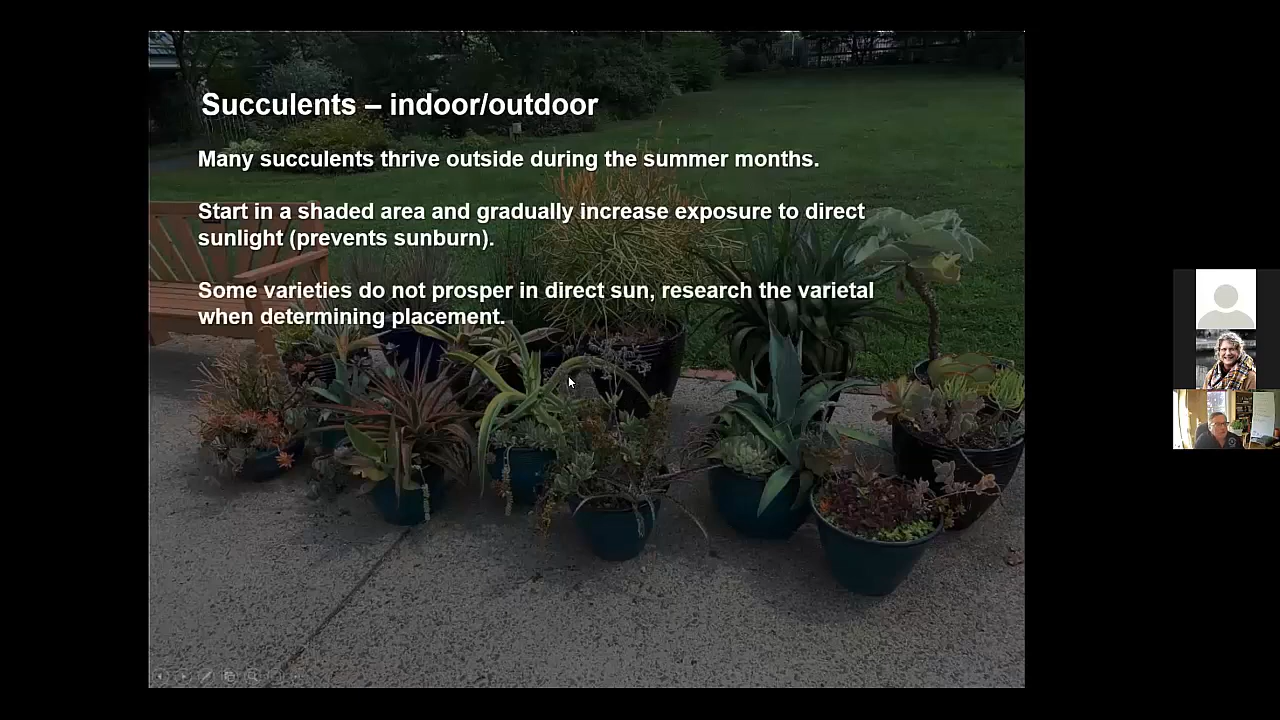 Succulents – indoor/outdoor
Many succulents thrive outside during the summer months.
Start in a shaded area and gradually increase exposure to direct
sunlight (prevents sunburn).
Some varieties do not prosper in direct sun, research the varietal
when determining placement.